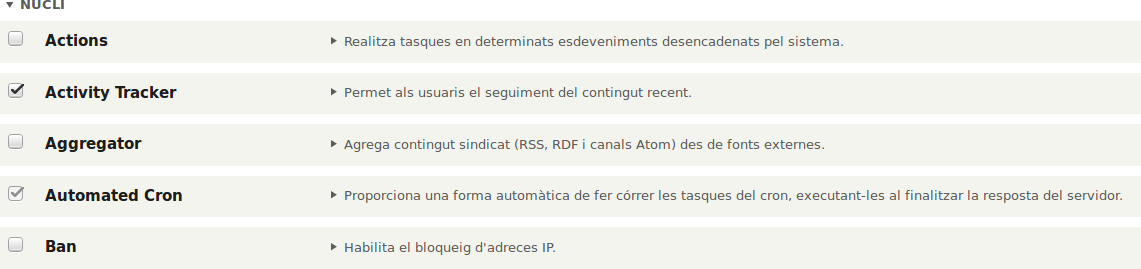 NUCLI
Actions
Realitza tasques en determinats esdeveniments desencadenats pel sistema.
Activity Tracker
Permet als usuaris el seguiment del contingut recent.
Aggregator
Agrega contingut sindicat (RSS, RDF i canals Atom) des de fonts externes.
Automated Cron
Proporciona una forma automàtica de fer córrer les tasques del cron, executant-les al finalitzar la resposta del servidor.
Ban
Habilita el bloqueig d'adreces IP.